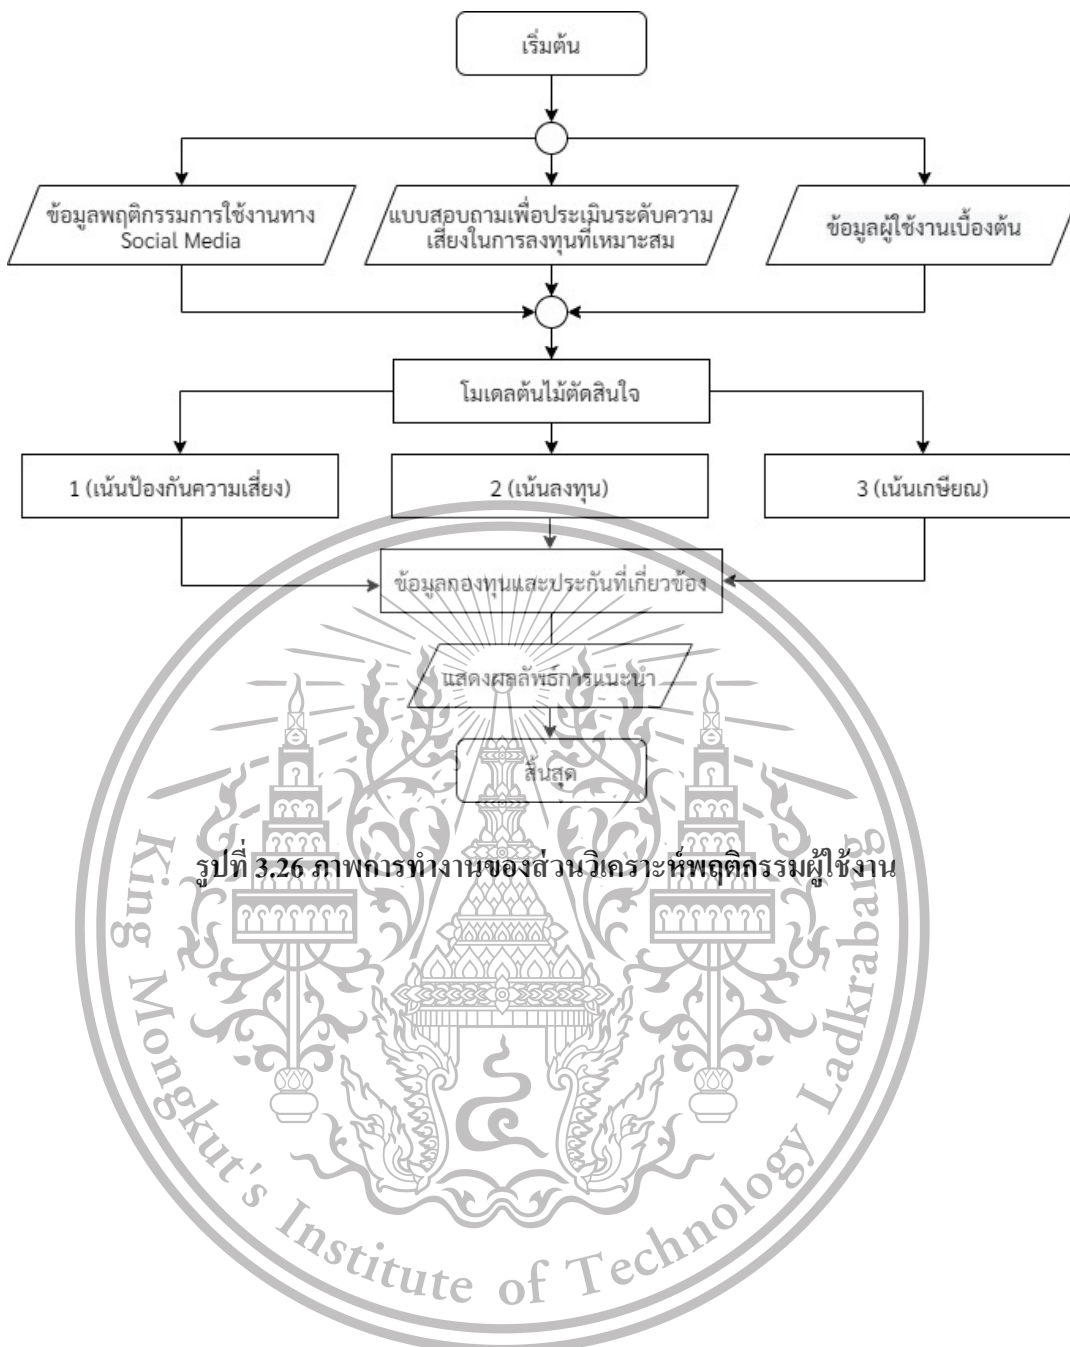 เริ่มต้น
ข้อมูลพฤติกรรมการใช้งานทาง
Social Media
แบบสอบถามเพื่อประเมินระดับความ
เสี่ยงในการลงทุนที่เหมาะสม
ข้อมูลผู้ใช้งานเบื้องต้น
โมเดลต้นไม้ตัดสินใจ
1 (เน้นป้องกันความเสี่ยง)
2 (เน้นลงทุน)
3 (เน้นเกษียณ)
ข้อมูลกองทุนและประกันที่เกี่ยวข้อง
แสดงผลลัพธ์การแนะนำ
สิ้นสุด
รูปที่ 3.26 ภาพการทำงานของส่วนวิเคราะห์พฤติกรรมผู้ใช้งาน
King Mongkut's Institute of Technology Ladkrabang